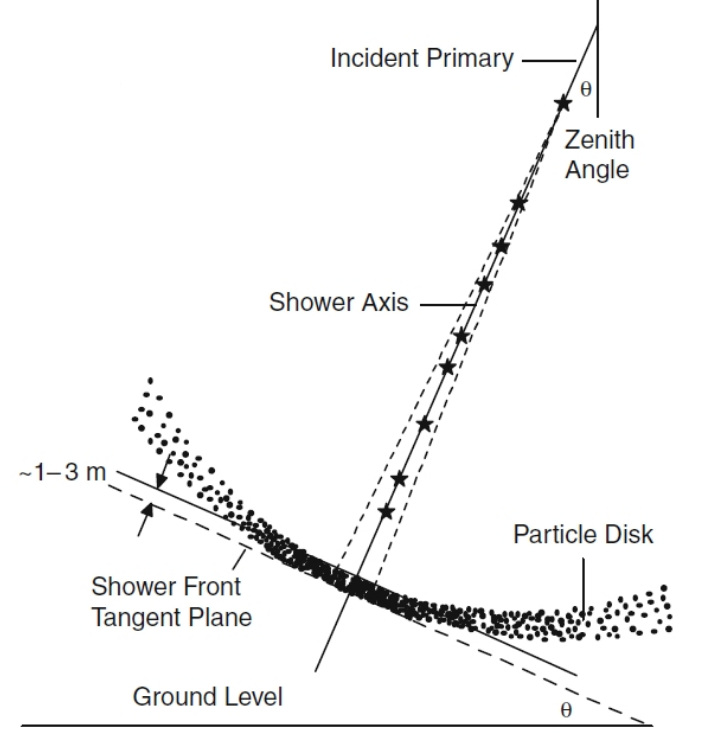 Incident Primary
θ
Zenith
Angle
Shower Axis
~1–3 m
Particle Disk
Shower Front
Tangent Plane
Ground Level
θ